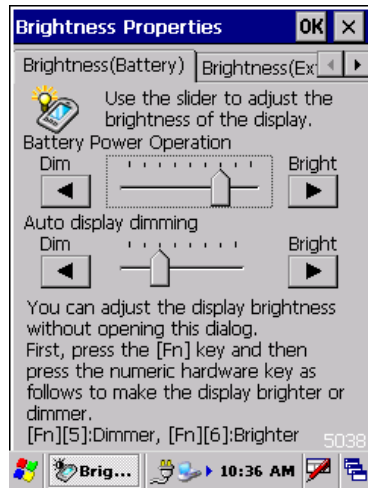 Brightness Properties OK ×
Brightness(Battery) Brightness(Ex
Use the slider to adjust the
brightness of the display.
Battery Power Operation
Dim Bright
Auto display dimming
Dim Bright
You can adjust the display brightness
without opening this dialog.
First, press the [Fn] key and then
press the numeric hardware key as
follows to make the display brighter or
dimmer.
[Fn][5]:Dimmer, [Fn][6]:Brighter
5038
Brig... 10:36 AM